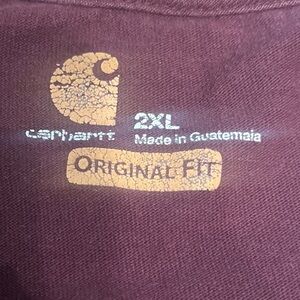 carhartt
2XL
Made in Guatemala
ORIGINAL FIT